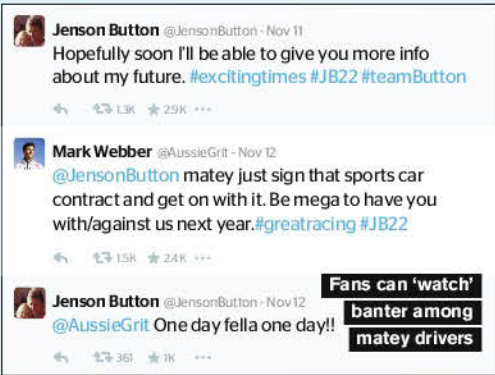 Jenson Button @JensonButton · Nov 11
Hopefully soon I'll be able to give you more info
about my future. #excitingtimes #JB22 #teamButton
1.3K 2.9K
Mark Webber @AussieGrit · Nov 12
@JensonButton matey just sign that sports car
contract and get on with it. Be mega to have you
with/against us next year.#greatracing #JB22
1.5K 2.4K
Jenson Button @JensonButton · Nov 12
@AussieGrit One day fella one day!!
361 1K
Fans can ‘watch’
banter among
matey drivers